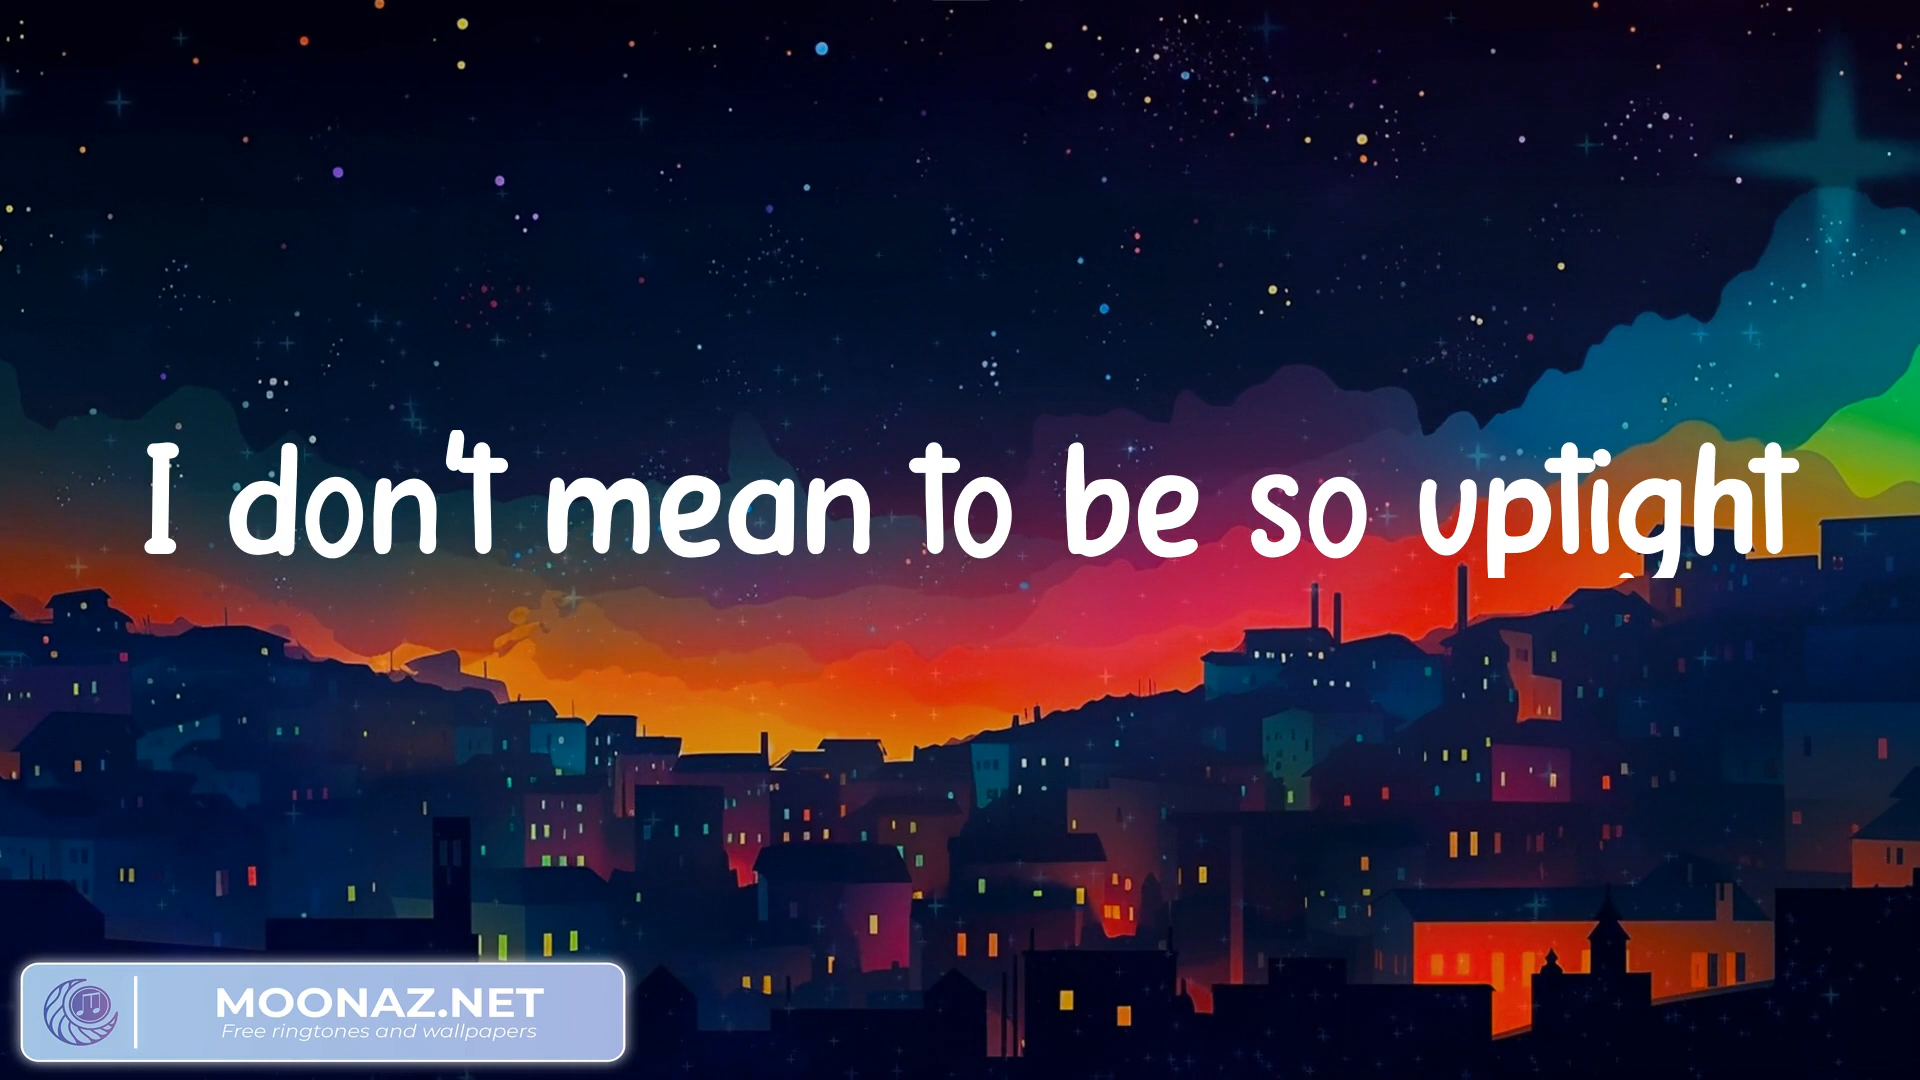 I don't mean to be so uptight
MOONAZ.NET
Free ringtones and wallpapers